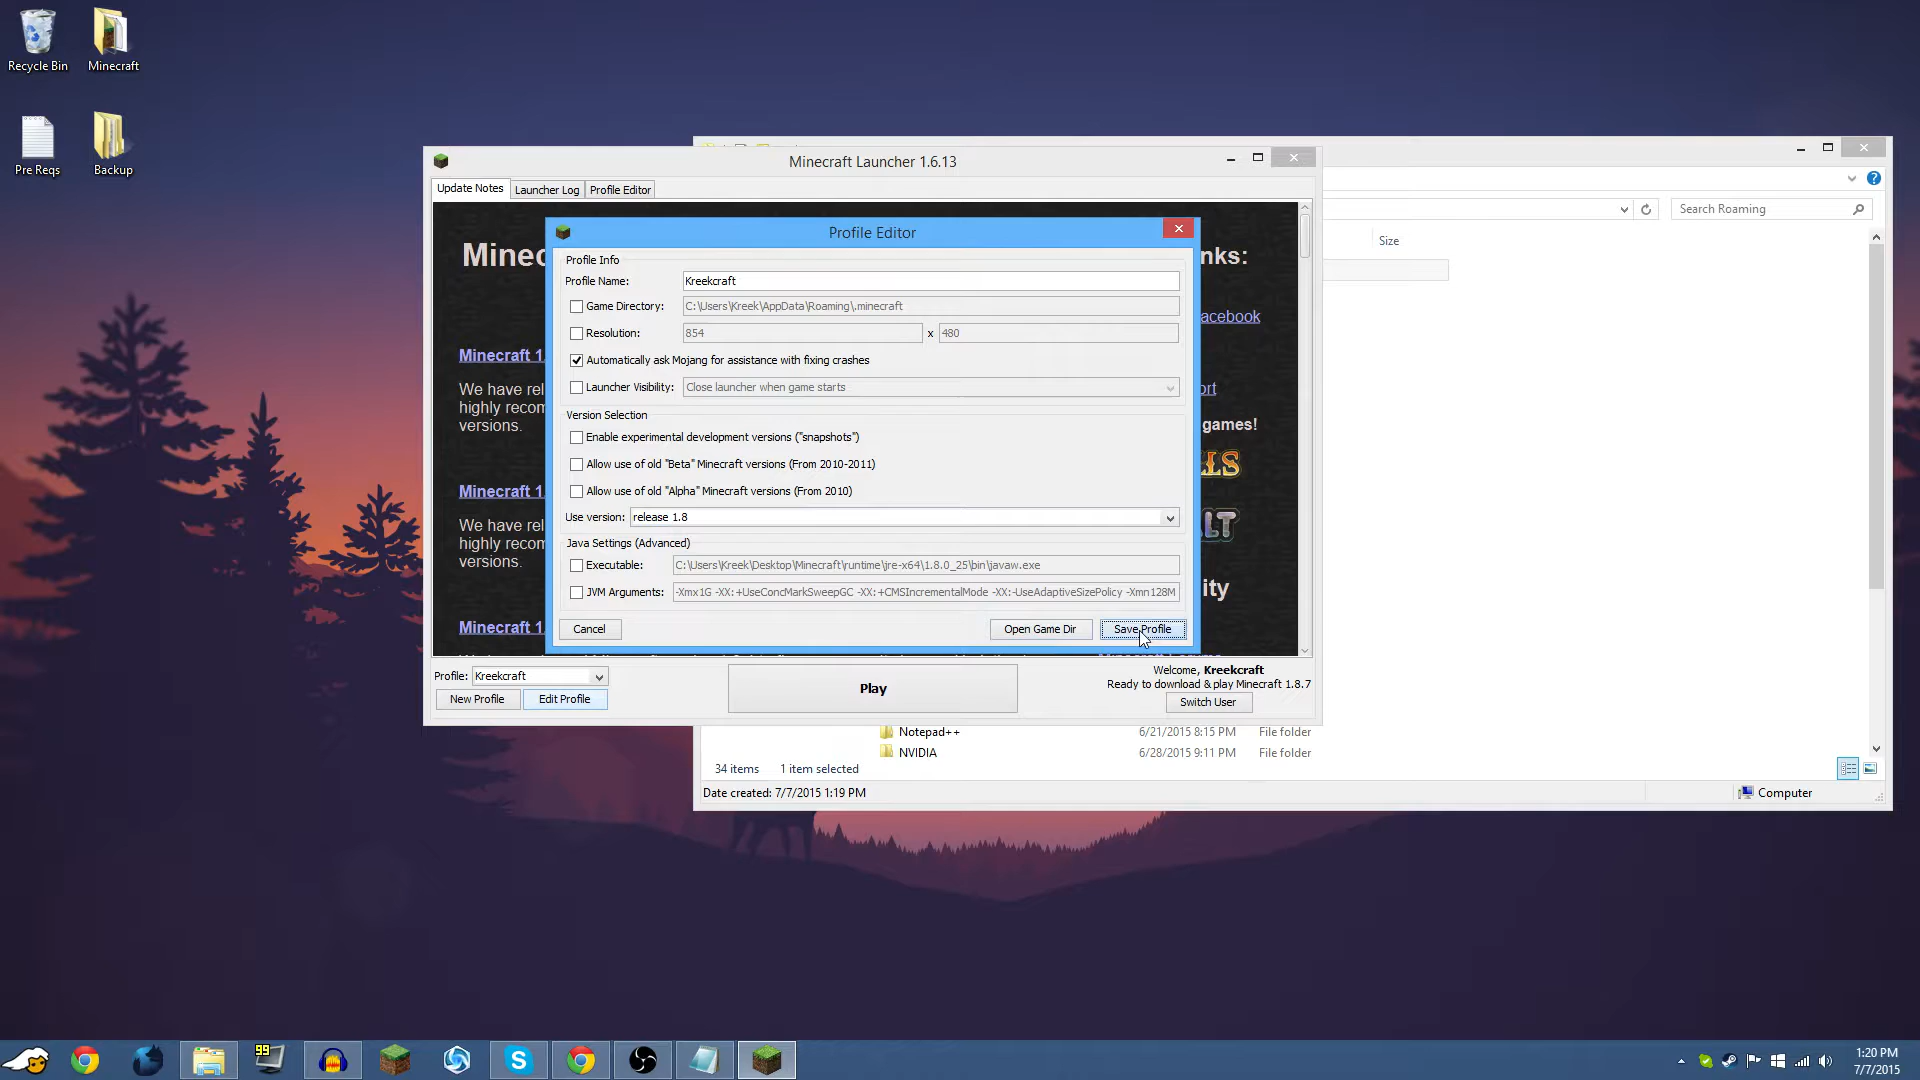 Recycle Bin
Minecraft
Pre Reqs
Backup
Minecraft Launcher 1.6.13
Update Notes
Launcher Log
Profile Editor
Search Roaming
Size
Profile Editor
Minec
nks:
Profile Info
Profile Name:
Kreekcraft
Game Directory:
C:\Users\Kreek\AppData\Roaming\.minecraft
acebook
Resolution:
854
x
480
Minecraft 1.
Automatically ask Mojang for assistance with fixing crashes
We have rel
Launcher Visibility:
Close launcher when game starts
ort
highly recom
versions.
Version Selection
games!
Enable experimental development versions ("snapshots")
Allow use of old "Beta" Minecraft versions (From 2010-2011)
LLS
Minecraft 1.
Allow use of old "Alpha" Minecraft versions (From 2010)
Use version:
release 1.8
We have rel
LT
highly recom
versions.
Java Settings (Advanced)
Executable:
C:\Users\Kreek\Desktop\Minecraft\runtime\jre-x64\1.8.0_25\bin\javaw.exe
JVM Arguments:
-Xmx1G -XX:+UseConcMarkSweepGC -XX:+CMSIncrementalMode -XX:-UseAdaptiveSizePolicy -Xmn128M
ity
Minecraft 1.
Cancel
Open Game Dir
Save Profile
Profile:
Kreekcraft
New Profile
Edit Profile
Play
Welcome, Kreekcraft
Ready to download & play Minecraft 1.8.7
Switch User
Notepad++
6/21/2015 8:15 PM
File folder
NVIDIA
6/28/2015 9:11 PM
File folder
34 items
1 item selected
Date created: 7/7/2015 1:19 PM
Computer
99
1:20 PM
7/7/2015